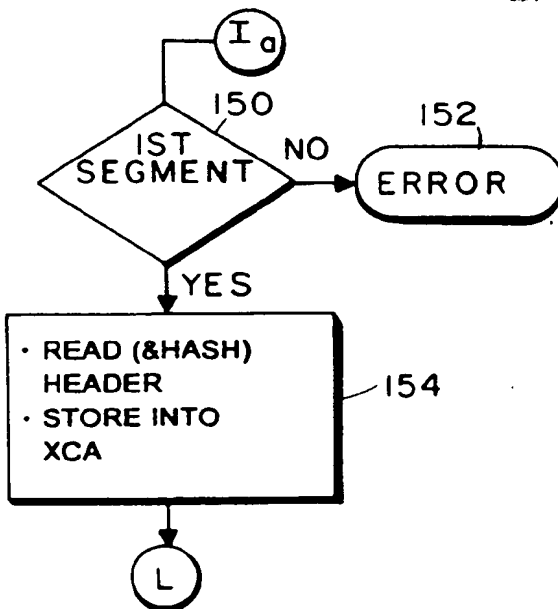 Ia
150
1ST
SEGMENT
NO
152
ERROR
YES
· READ (&HASH)
HEADER
· STORE INTO
XCA
154
L